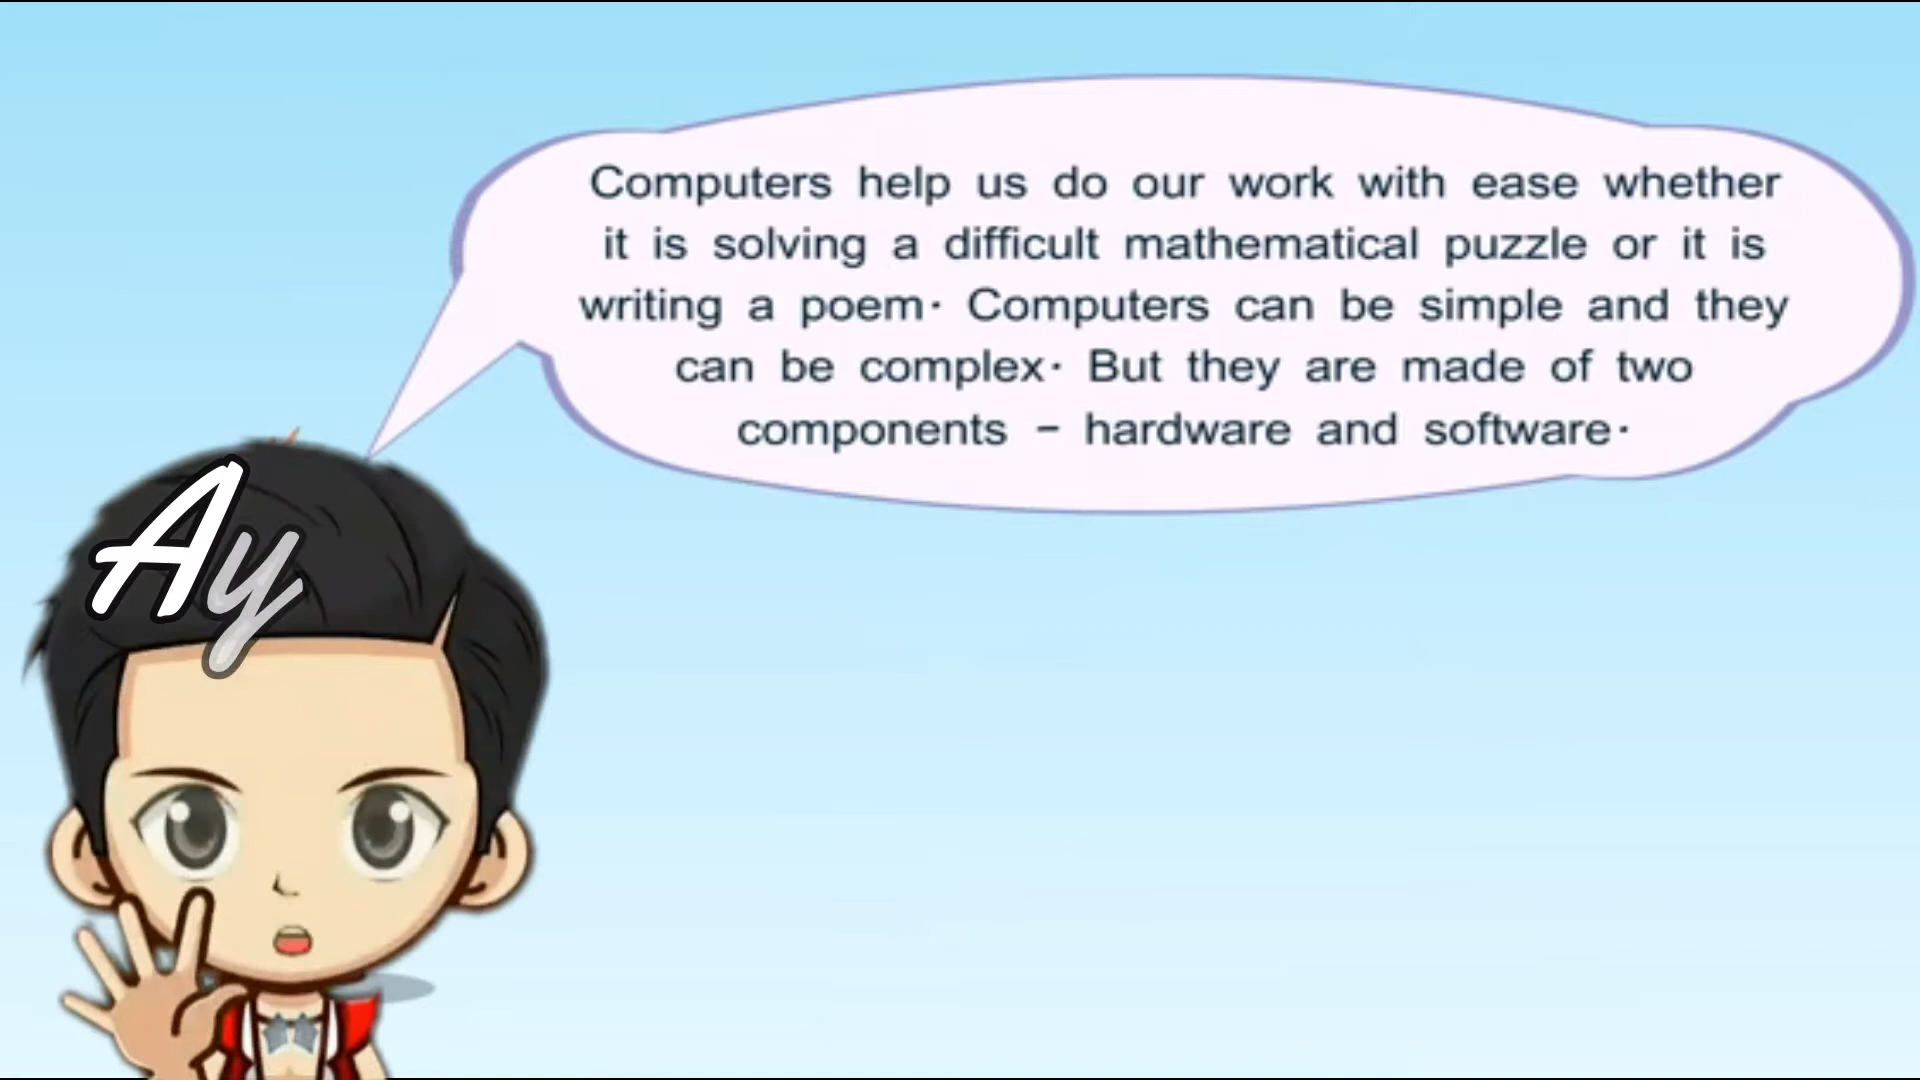 Computers help us do our work with ease whether
it is solving a difficult mathematical puzzle or it is
writing a poem. Computers can be simple and they
can be complex. But they are made of two
components - hardware and software.
Ay